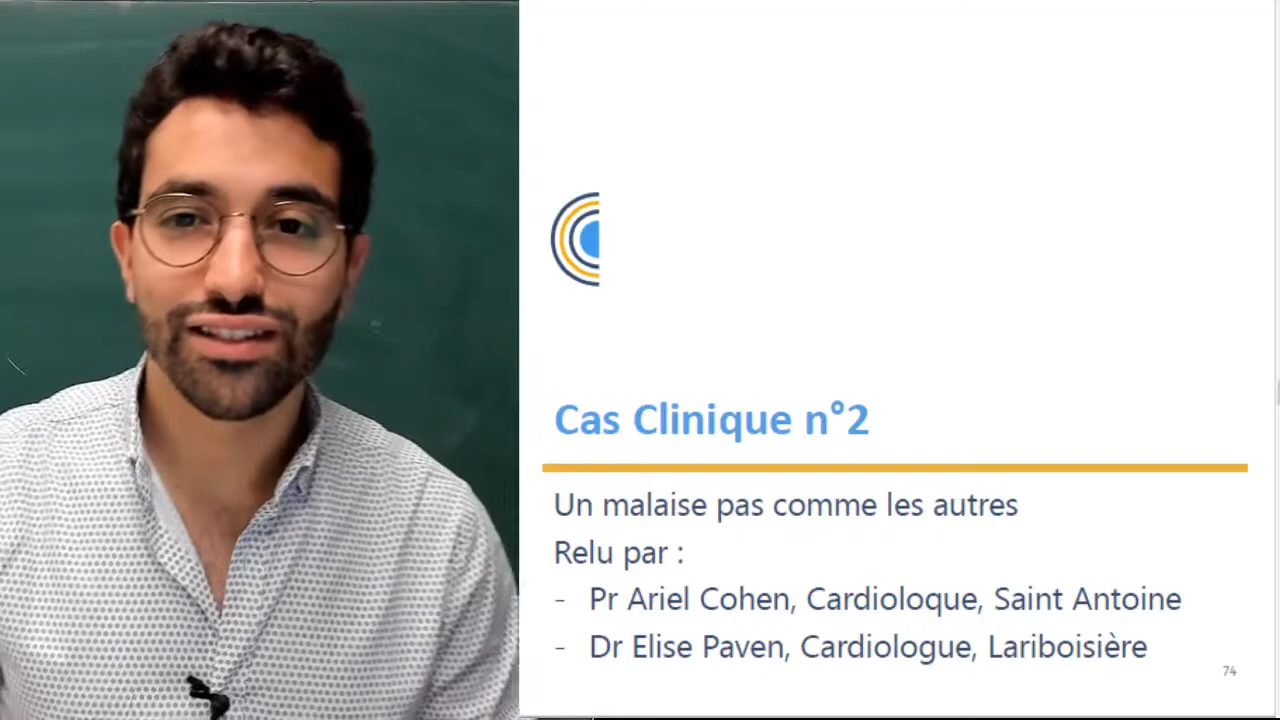 Cas Clinique n°2
Un malaise pas comme les autres
Relu par :
- Pr Ariel Cohen, Cardioloque, Saint Antoine
- Dr Elise Paven, Cardiologue, Lariboisière
74